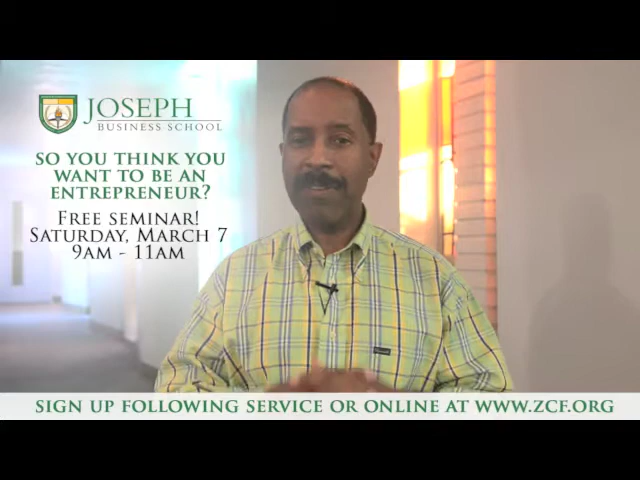 JOSEPH
BUSINESS SCHOOL
SO YOU THINK YOU
WANT TO BE AN
ENTREPRENEUR?
FREE SEMINAR!
SATURDAY, MARCH 7
9AM - 11AM
SIGN UP FOLLOWING SERVICE OR ONLINE AT WWW.ZCF.ORG